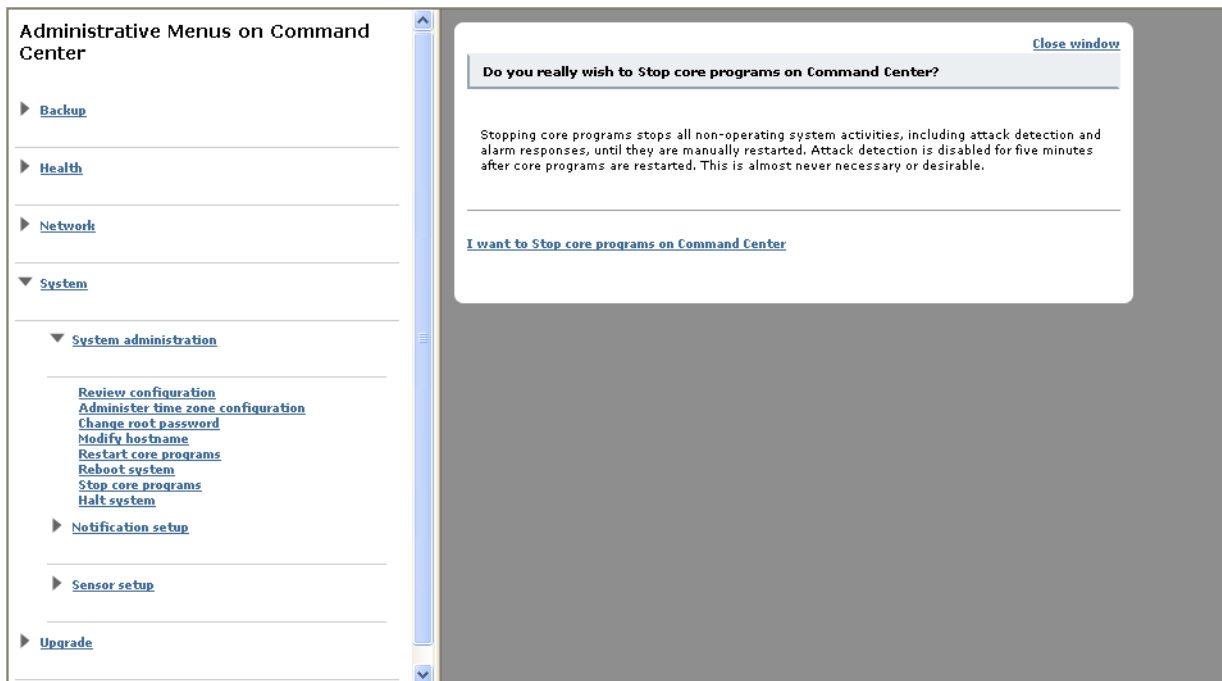 Administrative Menus on Command
Center
Backup
Health
Network
System
System administration
Review configuration
Administer time zone configuration
Change root password
Modify hostname
Restart core programs
Reboot system
Stop core programs
Halt system
Notification setup
Sensor setup
Upgrade
Close window
Do you really wish to Stop core programs on Command Center?
Stopping core programs stops all non-operating system activities, including attack detection and
alarm responses, until they are manually restarted. Attack detection is disabled for five minutes
after core programs are restarted. This is almost never necessary or desirable.
I want to Stop core programs on Command Center